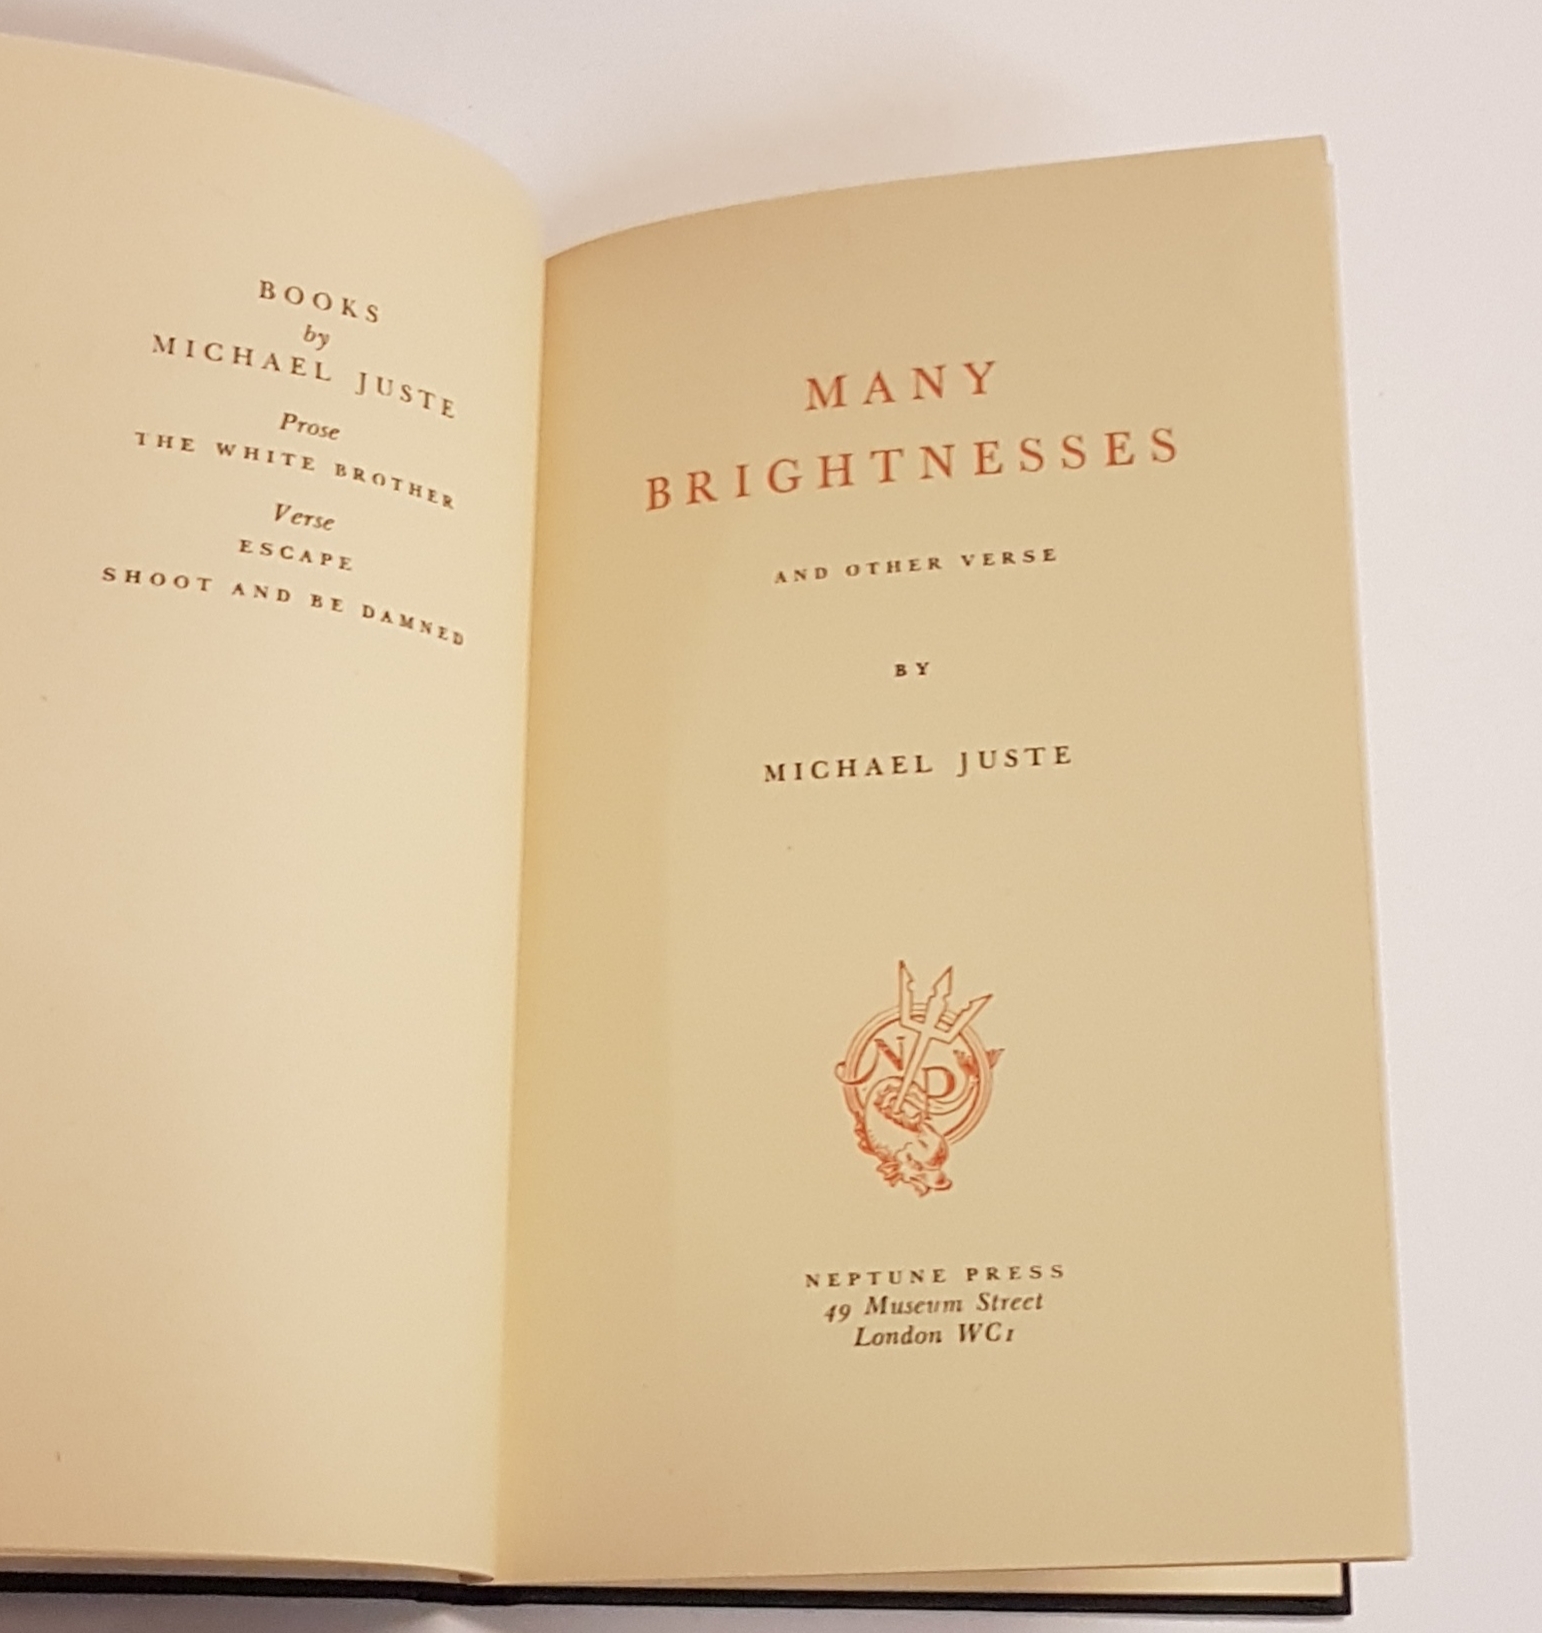 BOOKS
by
MICHAEL JUSTE
Prose
THE WHITE BROTHER
Verse
ESCAPE
SHOOT AND BE DAMNED
MANY
BRIGHTNESSES
AND OTHER VERSE
BY
MICHAEL JUSTE
N
P
NEPTUNE PRESS
49 Museum Street
London WC1